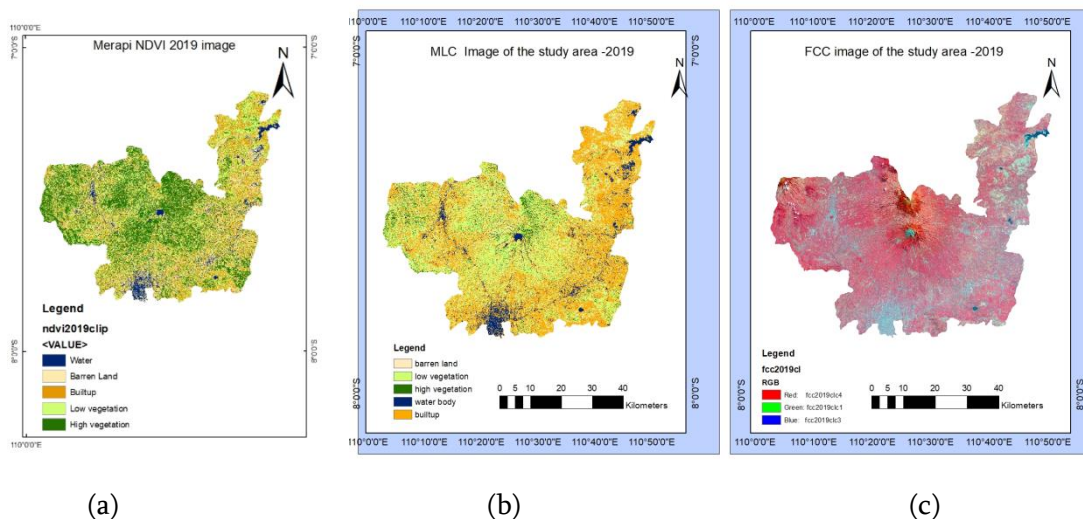 110°0'0"E
Merapi NDVI 2019 image
7°0'0"S
7°0'0"S
N
Legend
ndvi2019clip
<VALUE>
Water
Barren Land
Builtup
Low vegetation
High vegetation
8°0'0"S
8°0'0"S
110°0'0"E
110°0'0"E 110°10'0"E 110°20'0"E 110°30'0"E 110°40'0"E 110°50'0"E
MLC Image of the study area -2019
7°0'0"S
7°0'0"S
N
Legend
barren land
low vegetation
high vegetation
water body
builtup
0 5 10 20 30 40
Kilometers
8°0'0"S
8°0'0"S
110°0'0"E 110°10'0"E 110°20'0"E 110°30'0"E 110°40'0"E 110°50'0"E
110°0'0"E 110°10'0"E 110°20'0"E 110°30'0"E 110°40'0"E 110°50'0"E
FCC image of the study area -2019
7°0'0"S
N
Legend
fcc2019cl
RGB
Red: fcc2019clc4
Green: fcc2019clc1
Blue: fcc2019clc3
0 5 10 20 30 40
Kilometers
8°0'0"S
110°0'0"E 110°10'0"E 110°20'0"E 110°30'0"E 110°40'0"E 110°50'0"E
(a) (b) (c)